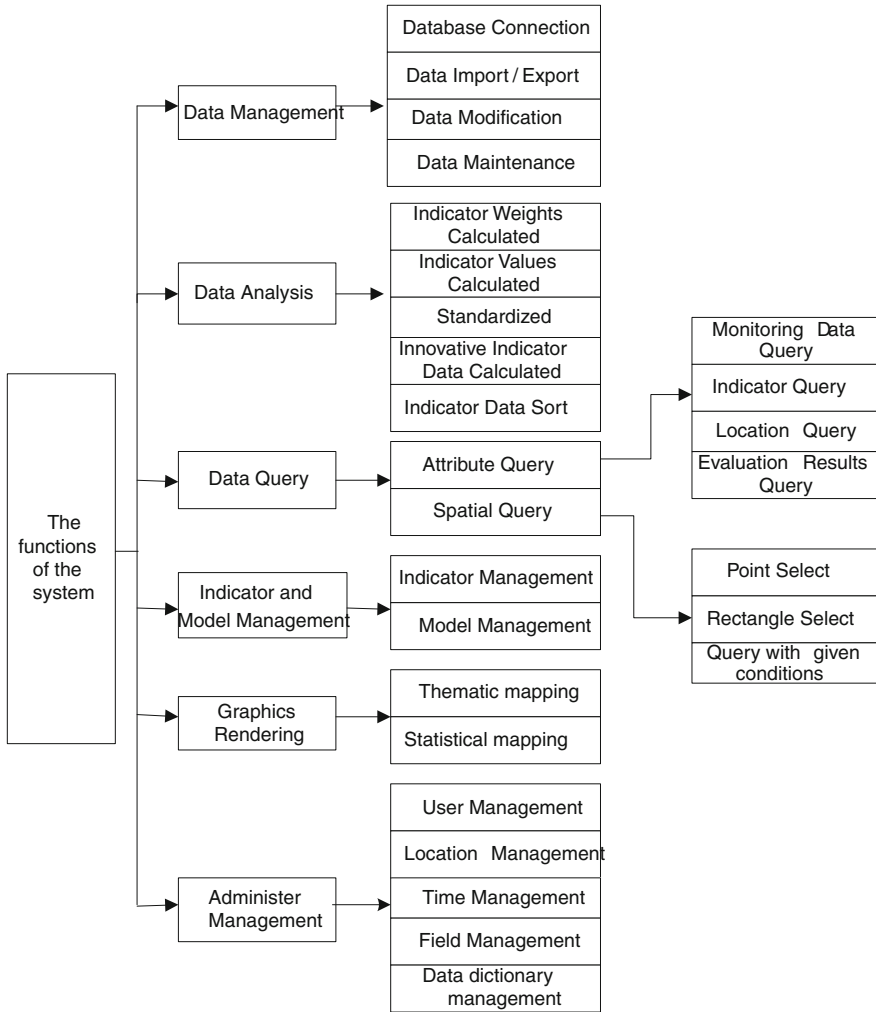 The
functions
of the
system
Data Management
Database Connection
Data Import / Export
Data Modification
Data Maintenance
Data Analysis
Indicator Weights
Calculated
Indicator Values
Calculated
Standardized
Innovative Indicator
Data Calculated
Indicator Data Sort
Data Query
Attribute Query
Spatial Query
Monitoring Data
Query
Indicator Query
Location Query
Evaluation Results
Query
Point Select
Rectangle Select
Query with given
conditions
Indicator and
Model Management
Indicator Management
Model Management
Graphics
Rendering
Thematic mapping
Statistical mapping
Administer
Management
User Management
Location Management
Time Management
Field Management
Data dictionary
management